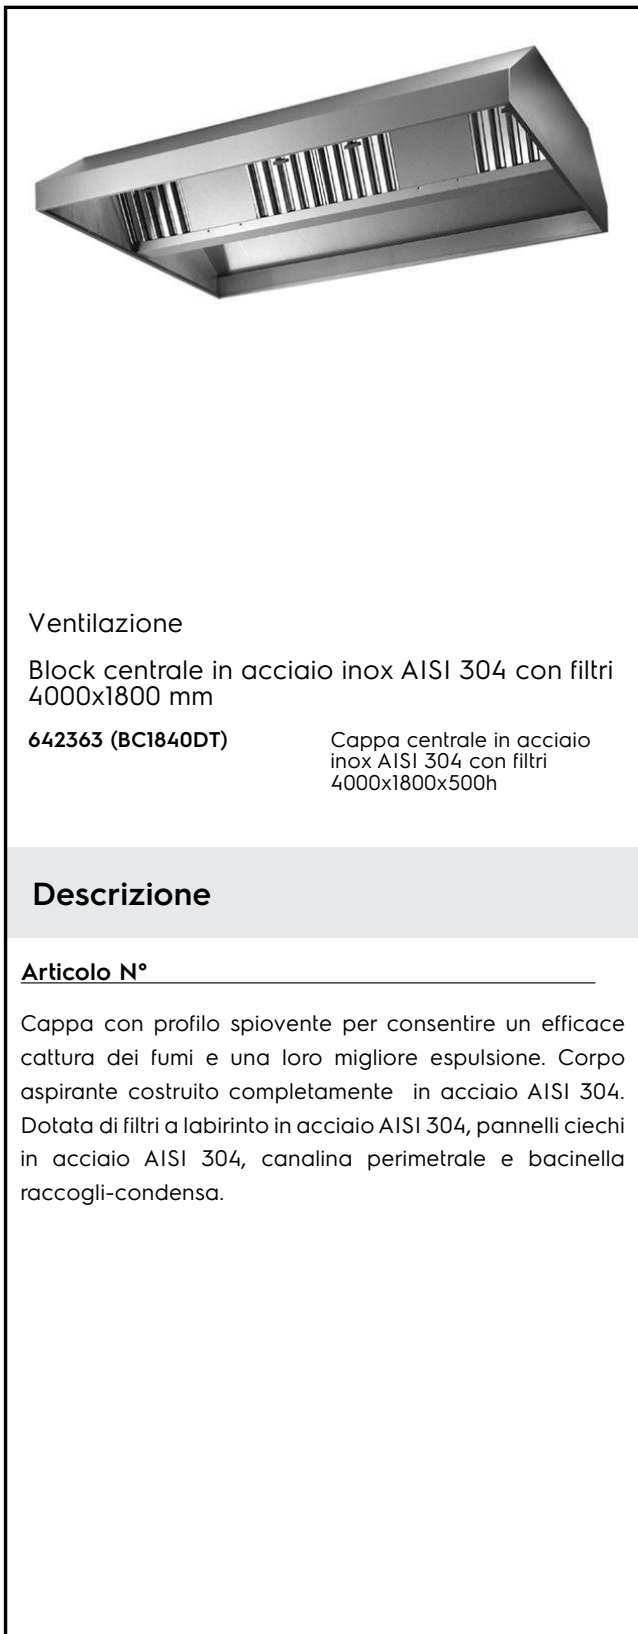 Ventilazione
Block centrale in acciaio inox AISI 304 con filtri
4000x1800 mm
642363 (BC1840DT)
Cappa centrale in acciaio
inox AISI 304 con filtri
4000x1800x500h
Descrizione
Articolo N°
Cappa con profilo spiovente per consentire un efficace
cattura dei fumi e una loro migliore espulsione. Corpo
aspirante costruito completamente in acciaio AISI 304.
Dotata di filtri a labirinto in acciaio AISI 304, pannelli ciechi
in acciaio AISI 304, canalina perimetrale e bacinella
raccogli-condensa.